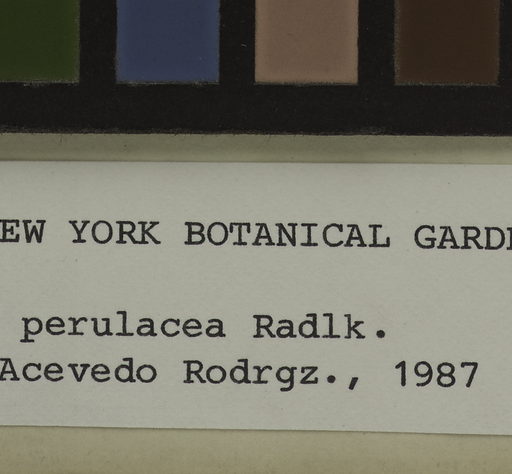 EW YORK BOTANICAL GARD
perulacea Radlk.
Acevedo Rodrgz., 1987